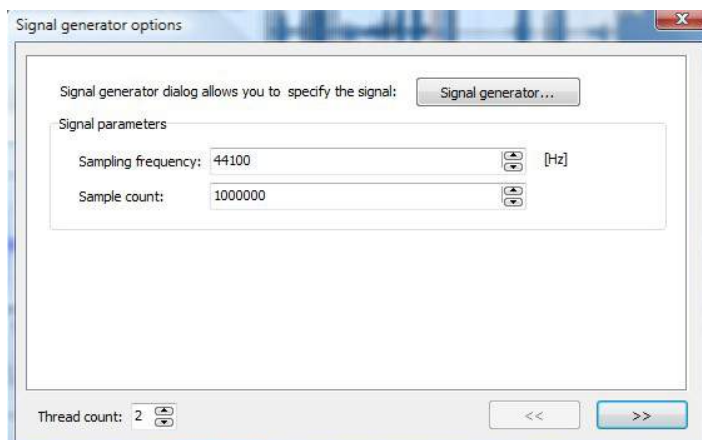 Signal generator options
X
Signal generator dialog allows you to specify the signal: Signal generator...
Signal parameters
Sampling frequency: 44100 [Hz]
Sample count: 1000000
Thread count: 2 << >>